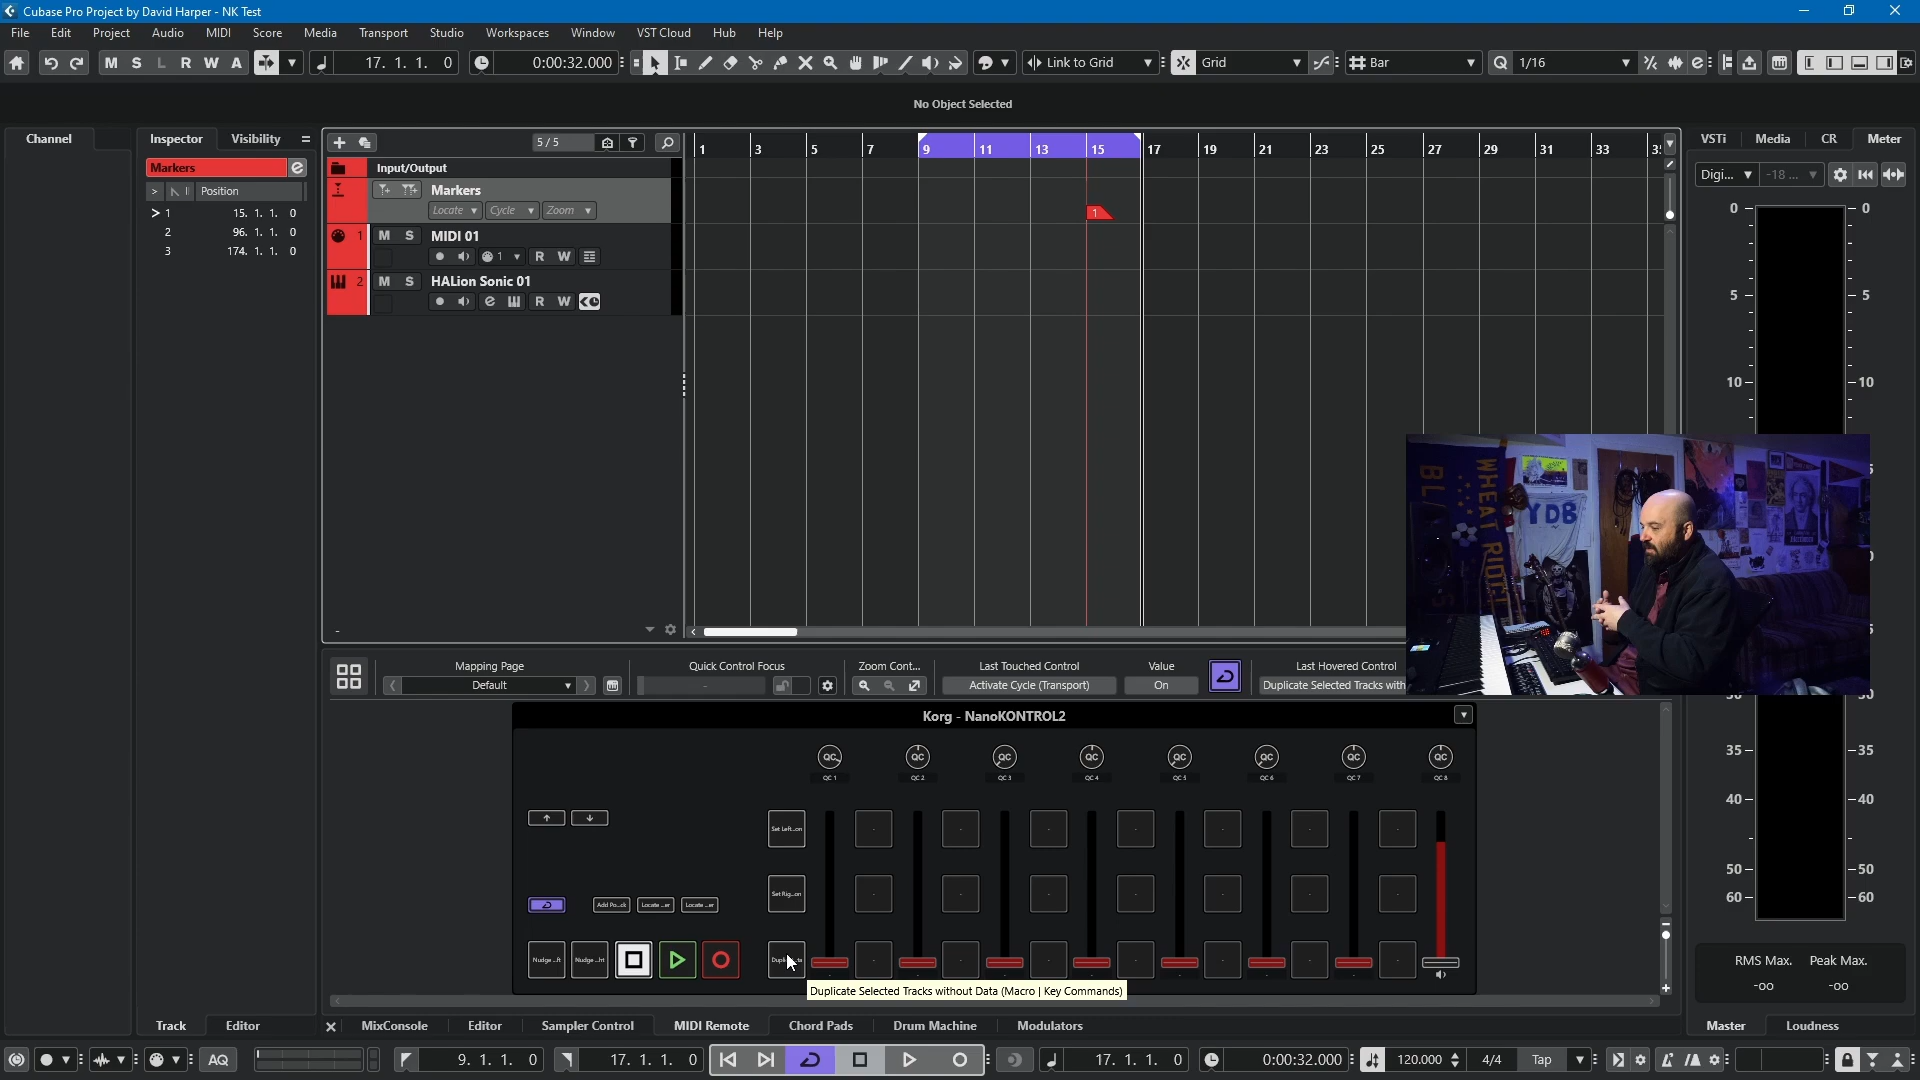 Cubase Pro Project by David Harper - NK Test
File Edit Project Audio MIDI Score Media Transport Studio Workspaces Window VST Cloud Hub Help
M S L R W A 17. 1. 1. 0 0:00:32.000 Link to Grid Grid Bar Q 1/16
No Object Selected
Channel Inspector Visibility 5 / 5 1 3 5 7 9 11 13 15 17 19 21 23 25 27 29 31 33 VSTi Media CR Meter
Markers Input/Output Digi... -18 ...
Position Markers
Locate Cycle Zoom
1 15. 1. 1. 0 1
2 96. 1. 1. 0
3 174. 1. 1. 0
1 M S MIDI 01
1 R W
2 M S HALion Sonic 01
R W
0 0
5 5
10 10
35 35
40 40
50 50
60 60
WHEAT RIDGE
YDB
Mapping Page Quick Control Focus Zoom Cont... Last Touched Control Value Last Hovered Control
Default - Activate Cycle (Transport) On Duplicate Selected Tracks with
Korg - NanoKONTROL2
QC QC QC QC QC QC QC QC
QC 1 QC 2 QC 3 QC 4 QC 5 QC 6 QC 7 QC 8
Set Left...on
Set Rig...on
Add Po...ck Locate ...er Locate ...er
Nudge ...ft Nudge ...ht
Duplicate Selected Tracks without Data (Macro | Key Commands)
RMS Max. Peak Max.
-oo -oo
Track Editor MixConsole Editor Sampler Control MIDI Remote Chord Pads Drum Machine Modulators Master Loudness
AQ 9. 1. 1. 0 17. 1. 1. 0 17. 1. 1. 0 0:00:32.000 120.000 4/4 Tap